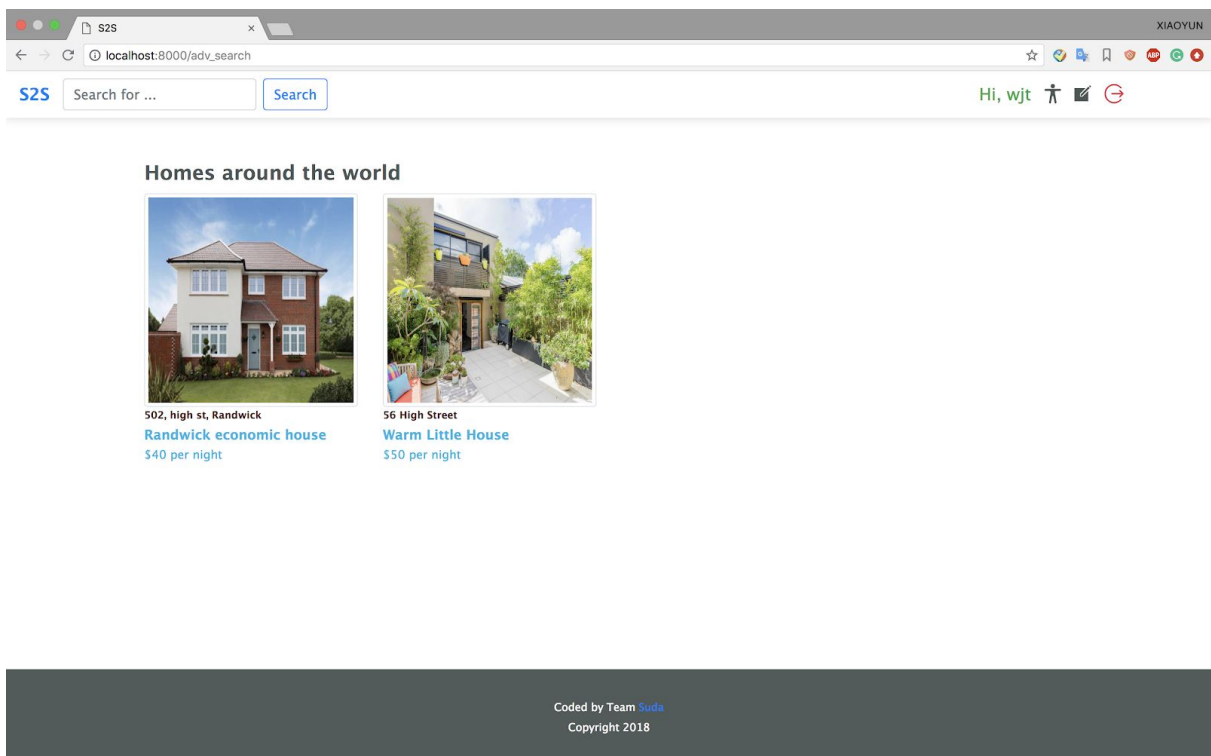 S2S
XIAOYUN
localhost:8000/adv_search
ABP
S2S Search for ... Search Hi, wjt
Homes around the world
502, high st, Randwick
Randwick economic house
$40 per night
56 High Street
Warm Little House
$50 per night
Coded by Team Suda
Copyright 2018